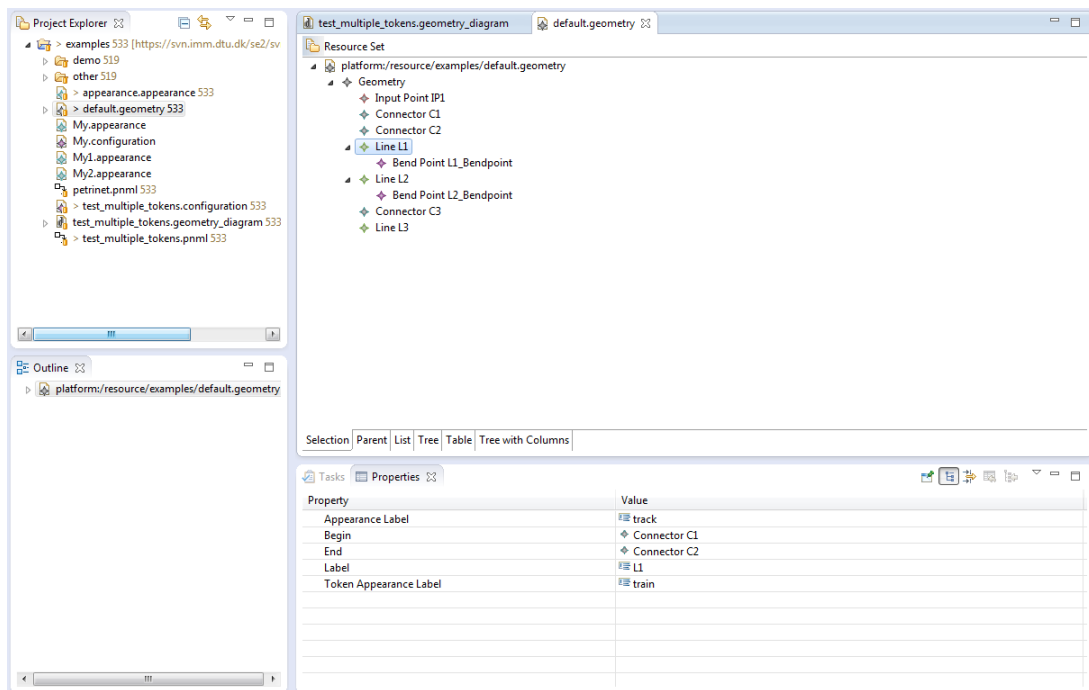 Project Explorer
> examples 533 [https://svn.imm.dtu.dk/se2/sv
demo 519
other 519
> appearance.appearance 533
> default.geometry 533
My.appearance
My.configuration
My1.appearance
My2.appearance
petrinet.pnml 533
> test_multiple_tokens.configuration 533
test_multiple_tokens.geometry_diagram 533
> test_multiple_tokens.pnml 533
Outline
platform:/resource/examples/default.geometry
test_multiple_tokens.geometry_diagram
default.geometry
Resource Set
platform:/resource/examples/default.geometry
Geometry
Input Point IP1
Connector C1
Connector C2
Line L1
Bend Point L1_Bendpoint
Line L2
Bend Point L2_Bendpoint
Connector C3
Line L3
Selection Parent List Tree Table Tree with Columns
Tasks Properties
Property Value
Appearance Label track
Begin Connector C1
End Connector C2
Label L1
Token Appearance Label train